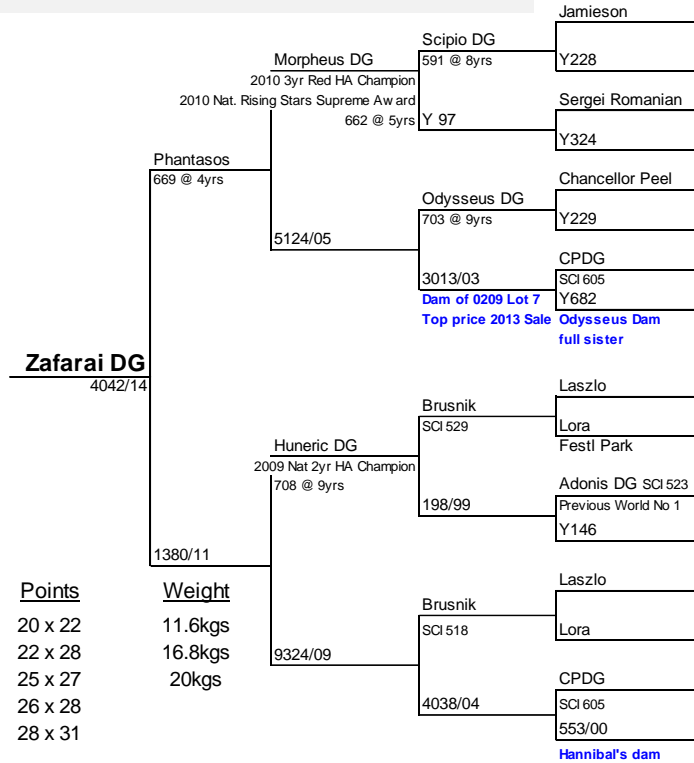 Jamieson
Scipio DG
Morpheus DG
591 @ 8yrs
Y228
2010 3yr Red HA Champion
2010 Nat. Rising Stars Supreme Award
Sergei Romanian
662 @ 5yrs
Y 97
Y324
Phantasos
669 @ 4yrs
Chancellor Peel
Odysseus DG
703 @ 9yrs
Y229
5124/05
CPDG
3013/03
SCI 605
Dam of 0209 Lot 7
Y682
Top price 2013 Sale
Odysseus Dam
full sister
Zafarai DG
4042/14
Laszlo
Brusnik
SCI 529
Lora
Huneric DG
Festl Park
2009 Nat 2yr HA Champion
708 @ 9yrs
Adonis DG SCI 523
198/99
Previous World No 1
Y146
1380/11
Laszlo
Points
Weight
Brusnik
20 x 22
11.6kgs
SCI 518
Lora
22 x 28
16.8kgs
9324/09
25 x 27
20kgs
CPDG
26 x 28
4038/04
SCI 605
28 x 31
553/00
Hannibal's dam